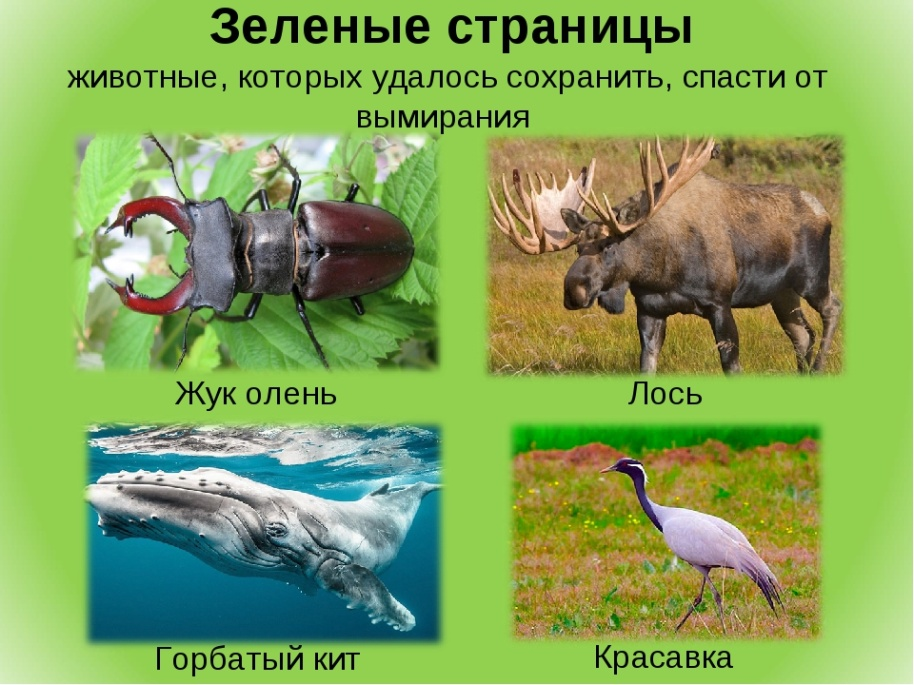 Зеленые страницы
животные, которых удалось сохранить, спасти от
вымирания
Жук олень
Лось
Горбатый кит
Красавка